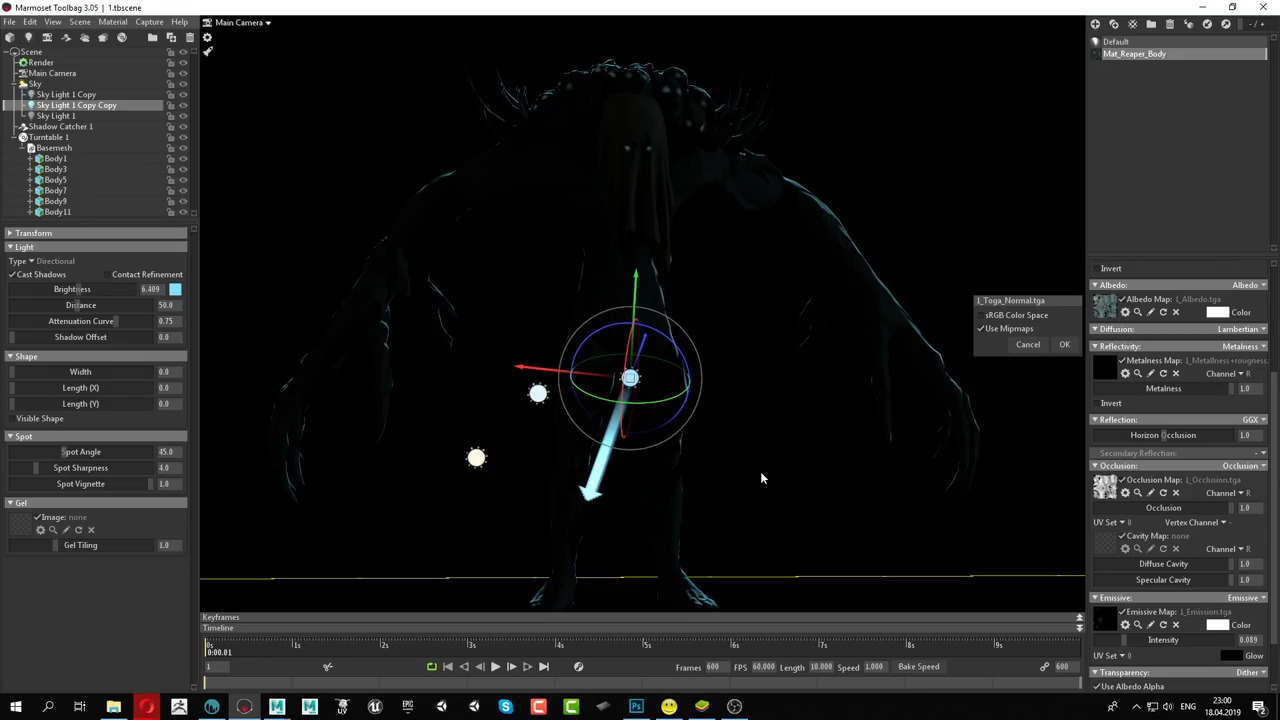 Marmoset Toolbag 3.05 | 1.tbscene
File Edit View Scene Material Capture Help
Main Camera
- / +
Scene
Render
Main Camera
Sky
Sky Light 1 Copy
Sky Light 1 Copy Copy
Sky Light 1
Shadow Catcher 1
Turntable 1
Basemesh
Body1
Body3
Body5
Body7
Body9
Body11
Transform
Light
Type Directional
Cast Shadows Contact Refinement
Brightness 6.409
Distance 50.0
Attenuation Curve 0.75
Shadow Offset 0.0
Shape
Width 0.0
Length (X) 0.0
Length (Y) 0.0
Visible Shape
Spot
Spot Angle 45.0
Spot Sharpness 4.0
Spot Vignette 1.0
Gel
Image: none
Gel Tiling 1.0
1_Toga_Normal.tga
sRGB Color Space
Use Mipmaps
Cancel OK
Default
Mat_Reaper_Body
Invert
Albedo: Albedo
Albedo Map: 1_Albedo.tga
Color
Diffusion: Lambertian
Reflectivity: Metalness
Metalness Map: 1_Metallness+rougness.
Channel R
Metalness 1.0
Invert
Reflection: GGX
Horizon Occlusion 1.0
Secondary Reflection:
Occlusion: Occlusion
Occlusion Map: 1_Occlusion.tga
Channel R
Occlusion 1.0
UV Set 0 Vertex Channel -
Cavity Map: none
Channel R
Diffuse Cavity 1.0
Specular Cavity 1.0
Emissive: Emissive
Emissive Map: 1_Emission.tga
Color
Intensity 0.089
UV Set 0 Glow
Transparency: Dither
Use Albedo Alpha
Keyframes
Timeline
0s 1s 2s 3s 4s 5s 6s 7s 8s 9s
0:00.01
1 Frames 600 FPS 60.000 Length 10.000 Speed 1.000 Bake Speed 600
UV
Ps
ENG
23:00
18.04.2019